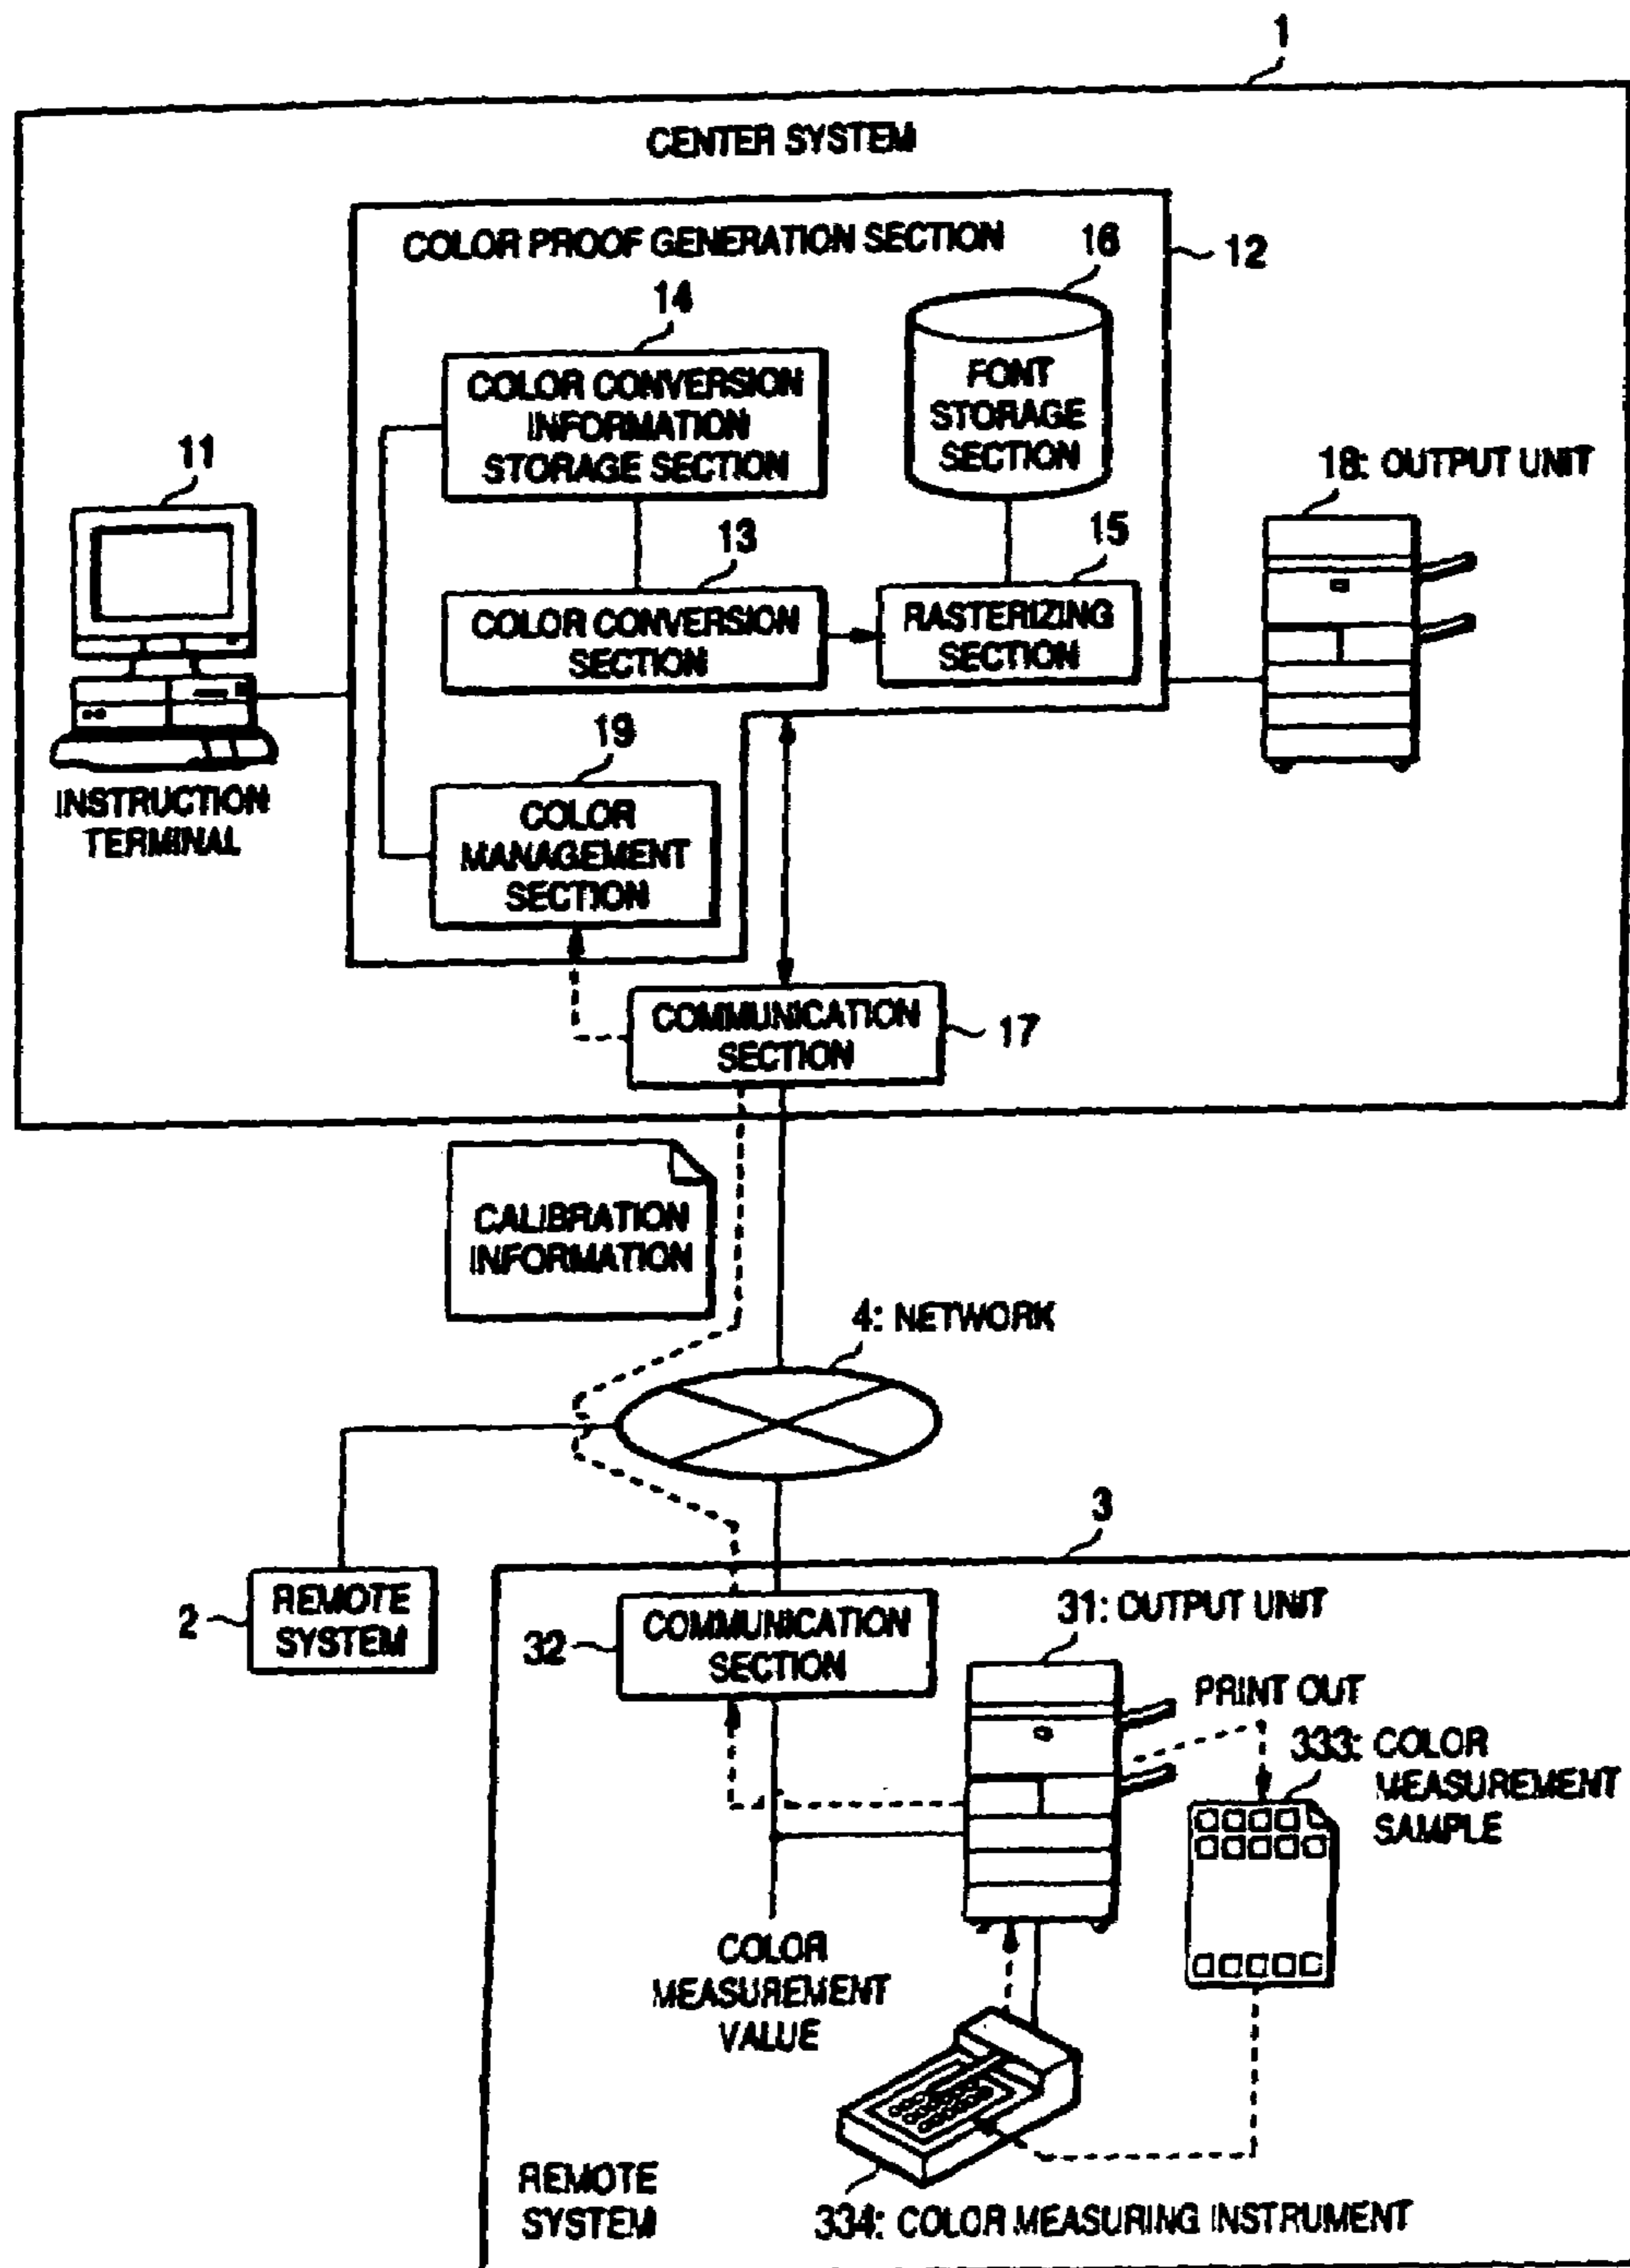 1
CENTER SYSTEM
COLOR PROOF GENERATION SECTION
12
14
16
COLOR CONVERSION
INFORMATION
STORAGE SECTION
FONT
STORAGE
SECTION
11
18: OUTPUT UNIT
13
15
COLOR CONVERSION
SECTION
RASTERIZING
SECTION
19
INSTRUCTION
TERMINAL
COLOR
MANAGEMENT
SECTION
COMMUNICATION
SECTION
17
CALIBRATION
INFORMATION
4: NETWORK
3
2
REMOTE
SYSTEM
32
COMMUNICATION
SECTION
31: OUTPUT UNIT
PRINT OUT
333: COLOR
MEASUREMENT
SAMPLE
COLOR
MEASUREMENT
VALUE
REMOTE
SYSTEM
334: COLOR MEASURING INSTRUMENT